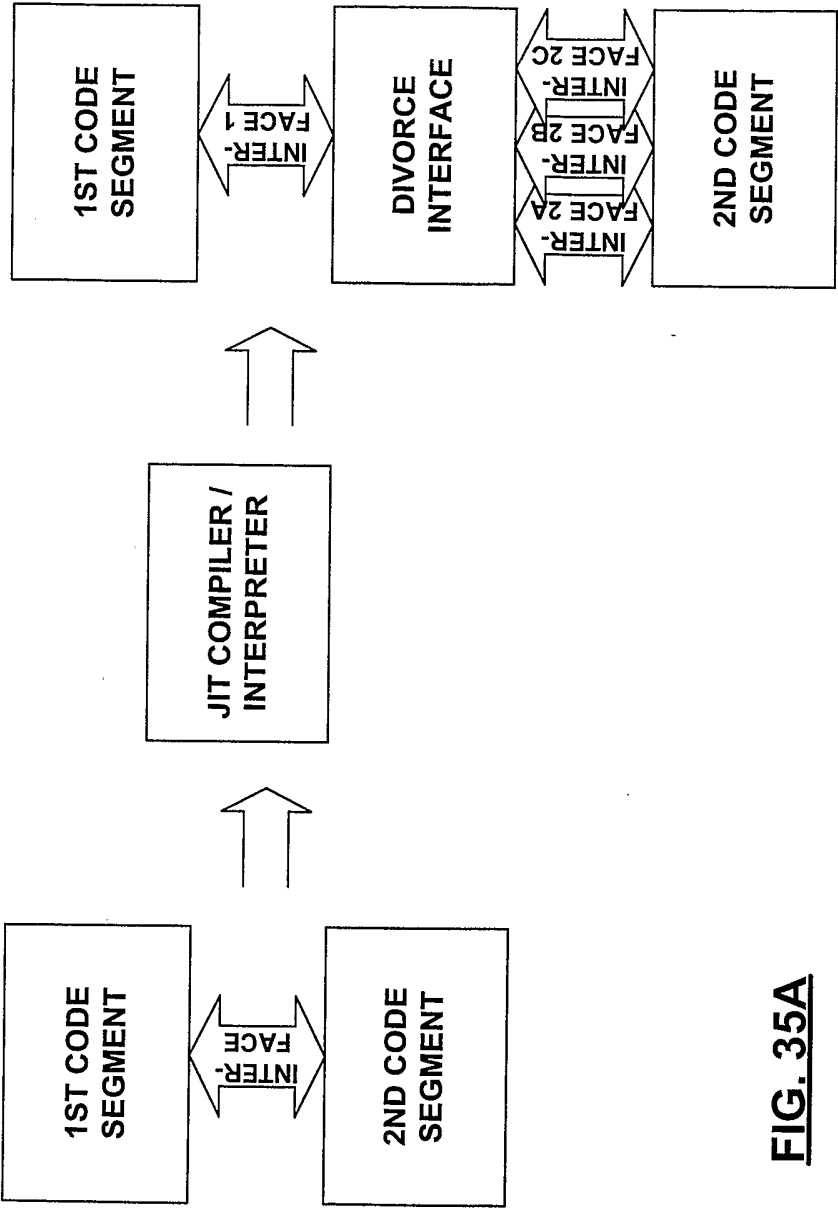 1ST CODE
SEGMENT
INTER-
FACE
2ND CODE
SEGMENT
JIT COMPILER /
INTERPRETER
1ST CODE
SEGMENT
INTER-
FACE 1
DIVORCE
INTERFACE
INTER-
FACE 2A
INTER-
FACE 2B
INTER-
FACE 2C
2ND CODE
SEGMENT
FIG. 35A